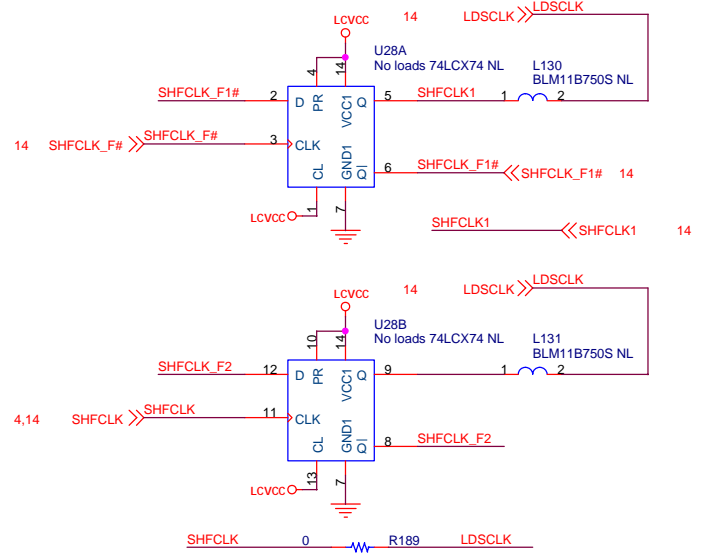 LCVCC 14 LDSCLK LDSCLK
U28A
No loads 74LCX74 NL
L130
BLM11B750S NL
4 14
SHFCLK_F1# 2 D PR VCC1 Q 5 SHFCLK1 1 2
14 SHFCLK_F# SHFCLK_F# 3 CLK
CL GND1 Q 6 SHFCLK_F1# SHFCLK_F1# 14
LCVCC 1 7
SHFCLK1 SHFCLK1 14
LCVCC 14 LDSCLK LDSCLK
U28B
No loads 74LCX74 NL
L131
BLM11B750S NL
10 14
SHFCLK_F2 12 D PR VCC1 Q 9 1 2
4,14 SHFCLK SHFCLK 11 CLK
CL GND1 Q 8 SHFCLK_F2
LCVCC 13 7
SHFCLK 0 R189 LDSCLK